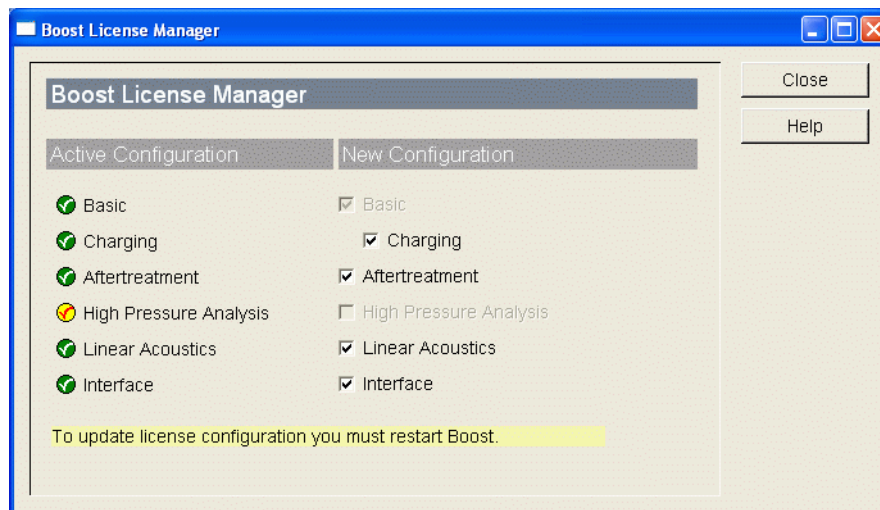 Boost License Manager
Boost License Manager
Close
Help
Active Configuration New Configuration
Basic Basic
Charging Charging
Aftertreatment Aftertreatment
High Pressure Analysis High Pressure Analysis
Linear Acoustics Linear Acoustics
Interface Interface
To update license configuration you must restart Boost.